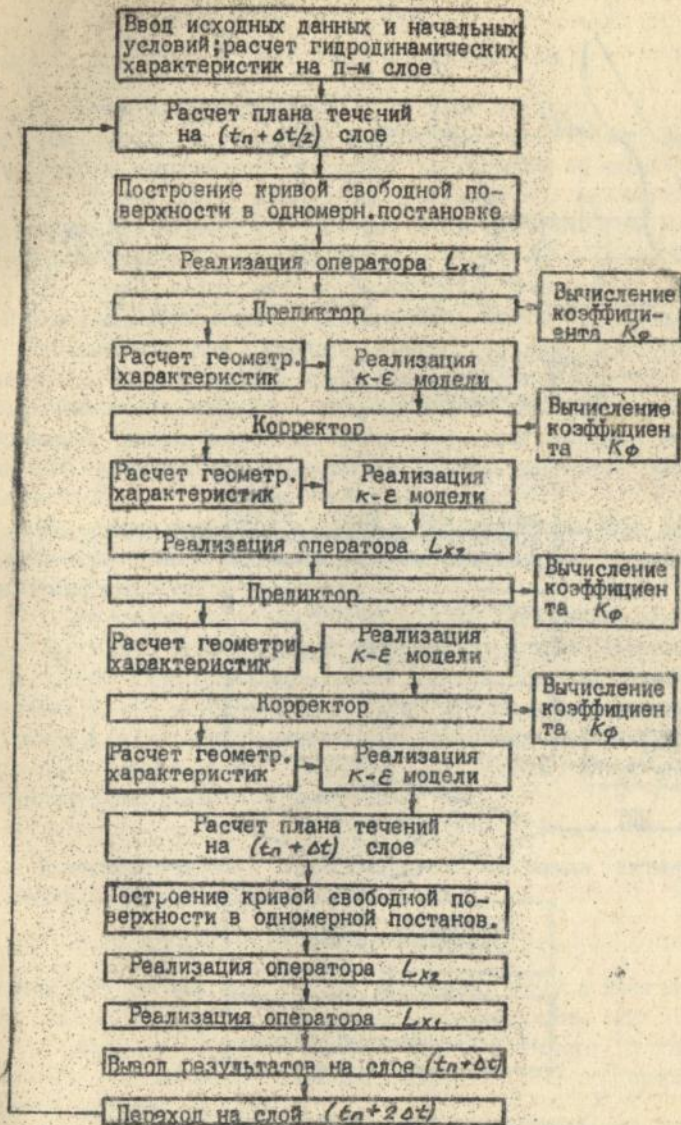 Ввод исходных данных и начальных
условий; расчет гидродинамических
характеристик на n-м слое
Расчет плана течений
на (tn + Δt/2) слое
Построение кривой свободной по-
верхности в одномерн. постановке
Реализация оператора Lx1
Предиктор
Вычисление
коэффици-
ента Kф
Расчет геометр.
характеристик
Реализация
K-ε модели
Корректор
Вычисление
коэффициен
та Kф
Расчет геометр.
характеристик
Реализация
K-ε модели
Реализация оператора Lx2
Предиктор
Вычисление
коэффициен
та Kф
Расчет геометри
характеристик
Реализация
K-ε модели
Корректор
Вычисление
коэффициен
та Kф
Расчет геометр.
характеристик
Реализация
K-ε модели
Расчет плана течений
на (tn + Δt) слое
Построение кривой свободной по-
верхности в одномерной постанов.
Реализация оператора Lx2
Реализация оператора Lx1
Вывод результатов на слое (tn+Δt)
Переход на слой (tn+2Δt)